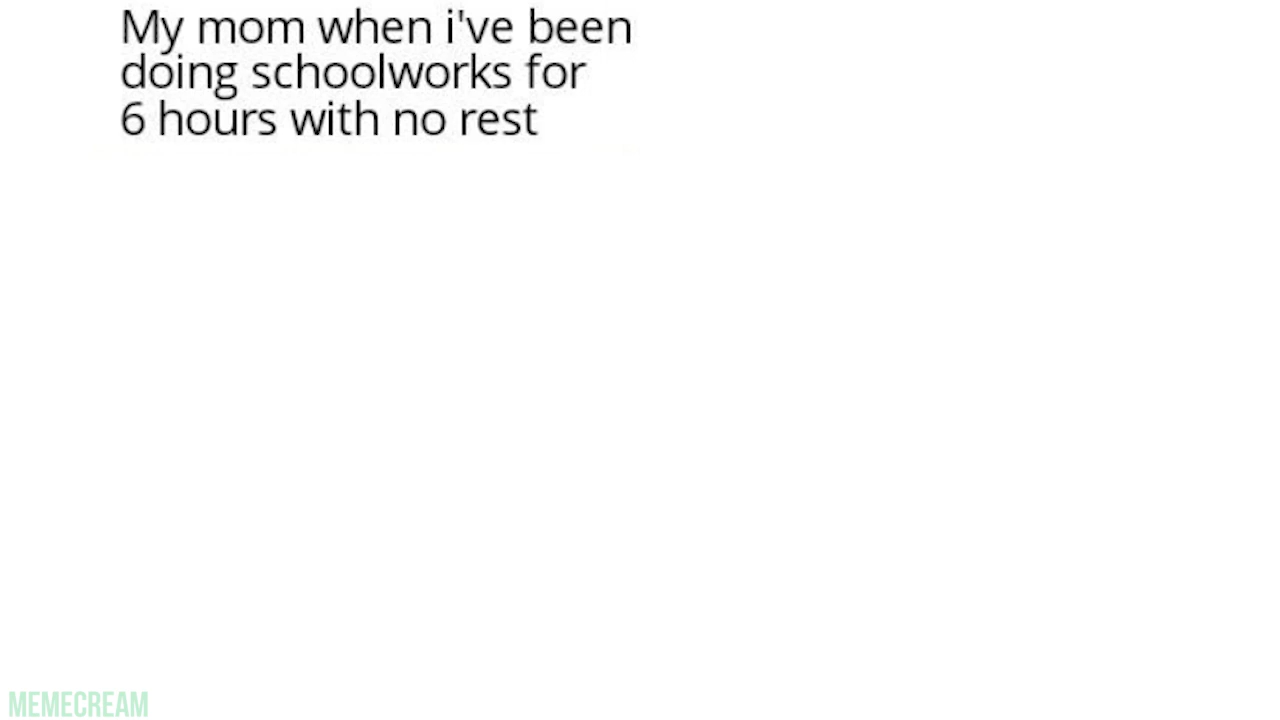 My mom when i've been
doing schoolworks for
6 hours with no rest
MEMECREAM